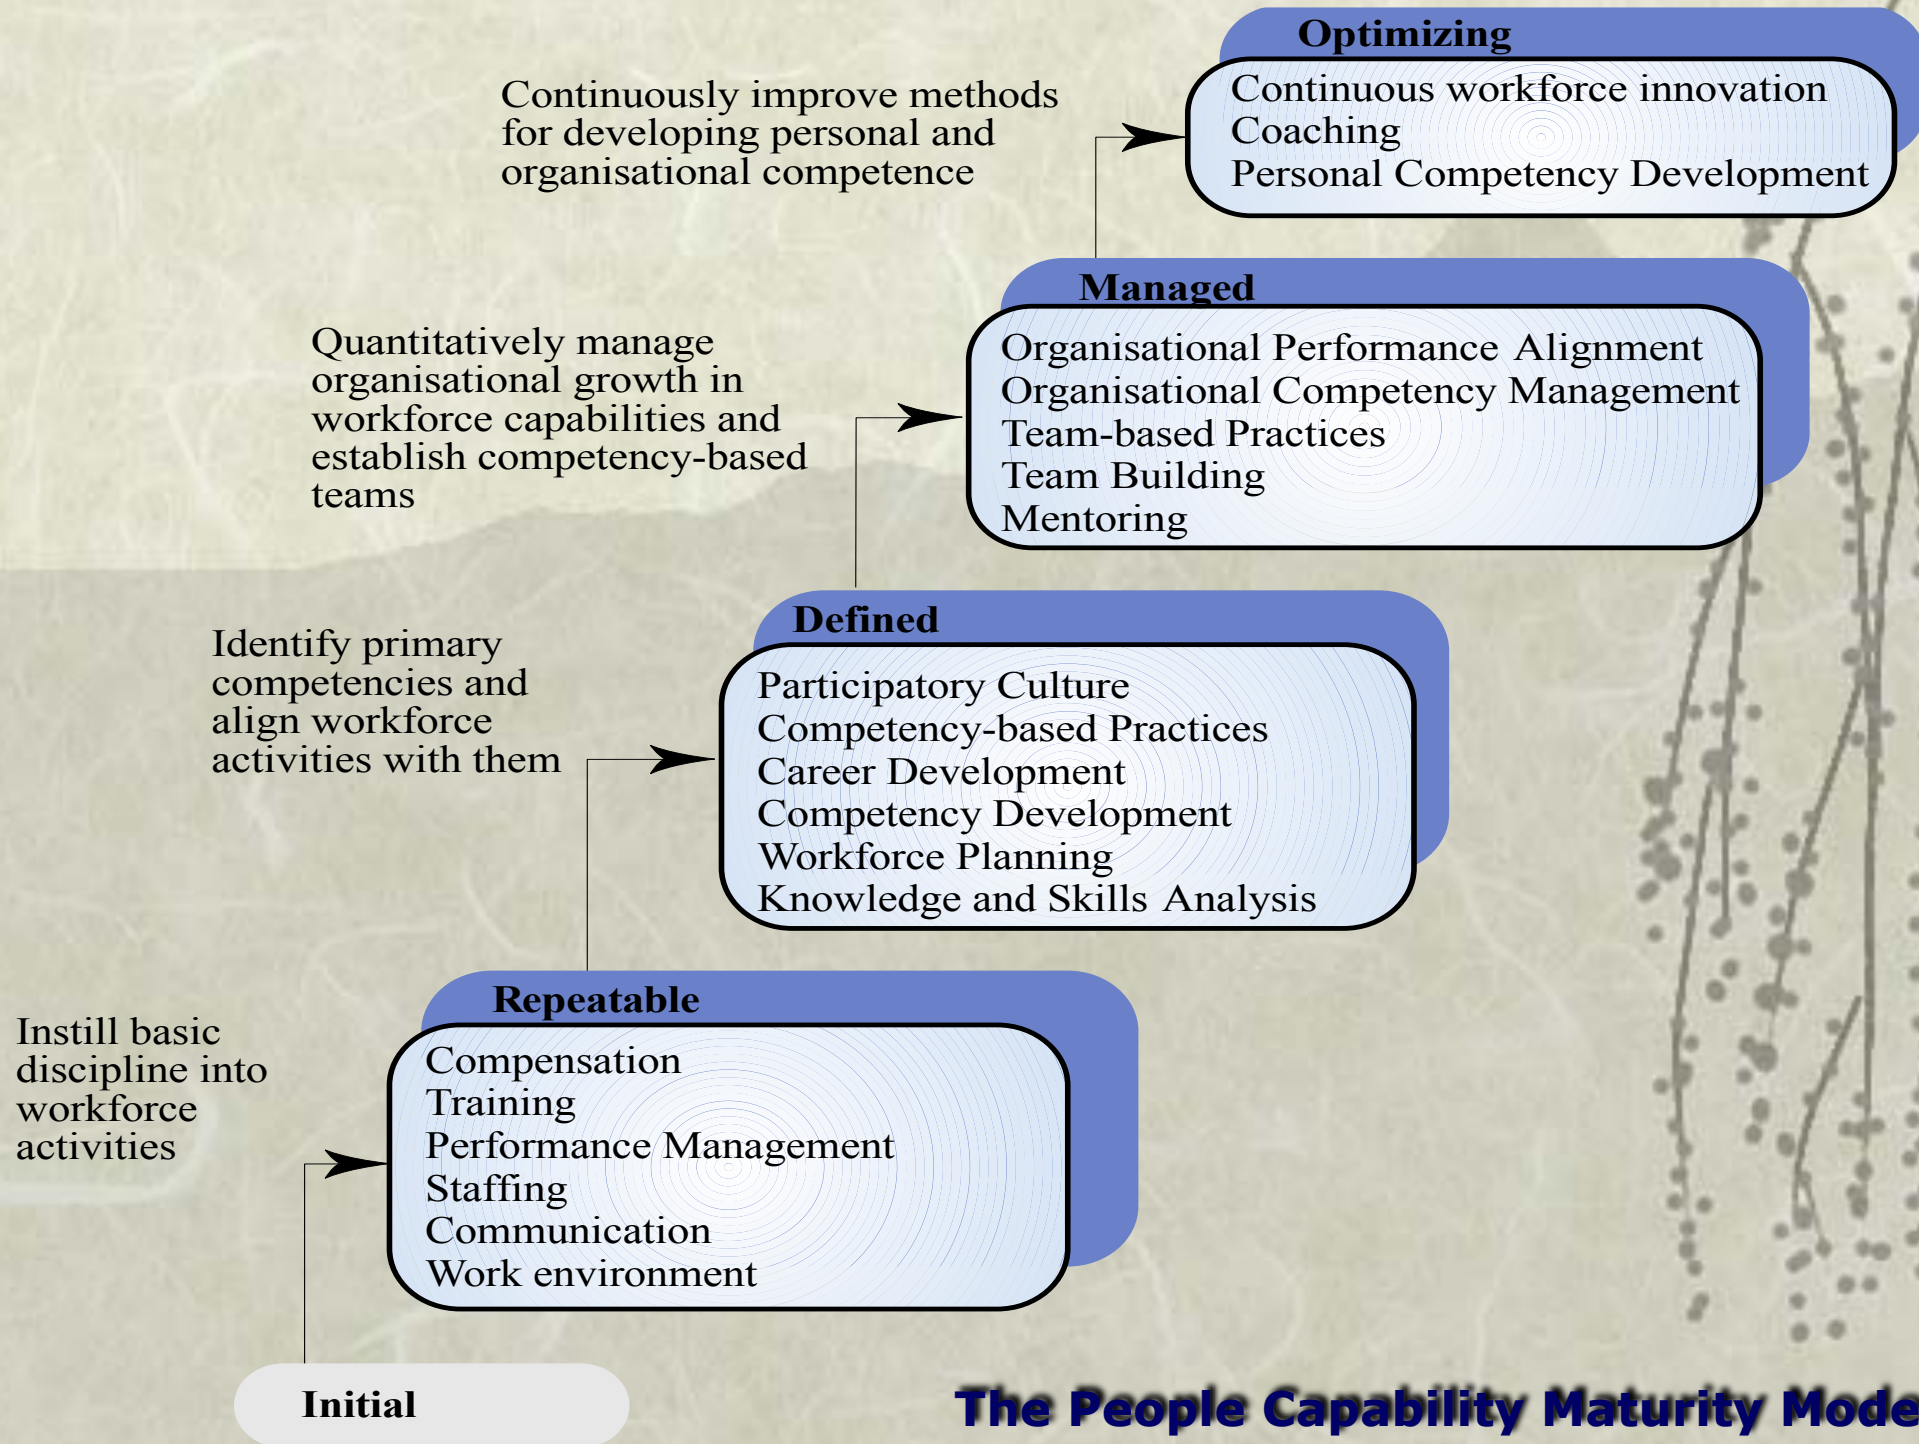 Optimizing
Continuous workforce innovation
Coaching
Personal Competency Development
Continuously improve methods
for developing personal and
organisational competence
Managed
Organisational Performance Alignment
Organisational Competency Management
Team-based Practices
Team Building
Mentoring
Quantitatively manage
organisational growth in
workforce capabilities and
establish competency-based
teams
Defined
Participatory Culture
Competency-based Practices
Career Development
Competency Development
Workforce Planning
Knowledge and Skills Analysis
Identify primary
competencies and
align workforce
activities with them
Repeatable
Compensation
Training
Performance Management
Staffing
Communication
Work environment
Instill basic
discipline into
workforce
activities
Initial
The People Capability Maturity Mode